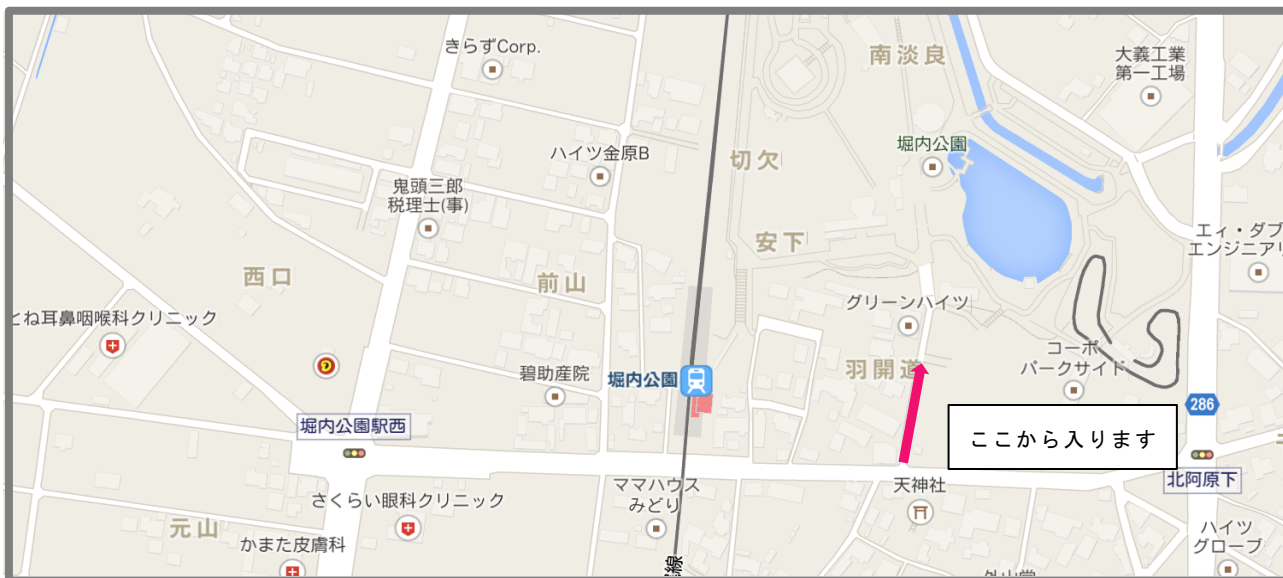 きらずCorp.
南淡良
大義工業
第一工場
ハイツ金原B
切欠
堀内公園
鬼頭三郎
税理士(事)
安下
エィ・ダブ
エンジニアリ
西口
前山
グリーンハイツ
とね耳鼻咽喉科クリニック
コーポ
パークサイド
碧助産院
堀内公園
羽開道
286
堀内公園駅西
ここから入ります
北阿原下
さくらい眼科クリニック
ママハウス
みどり
天神社
元山
かまた皮膚科
ハイツ
グローブ
線